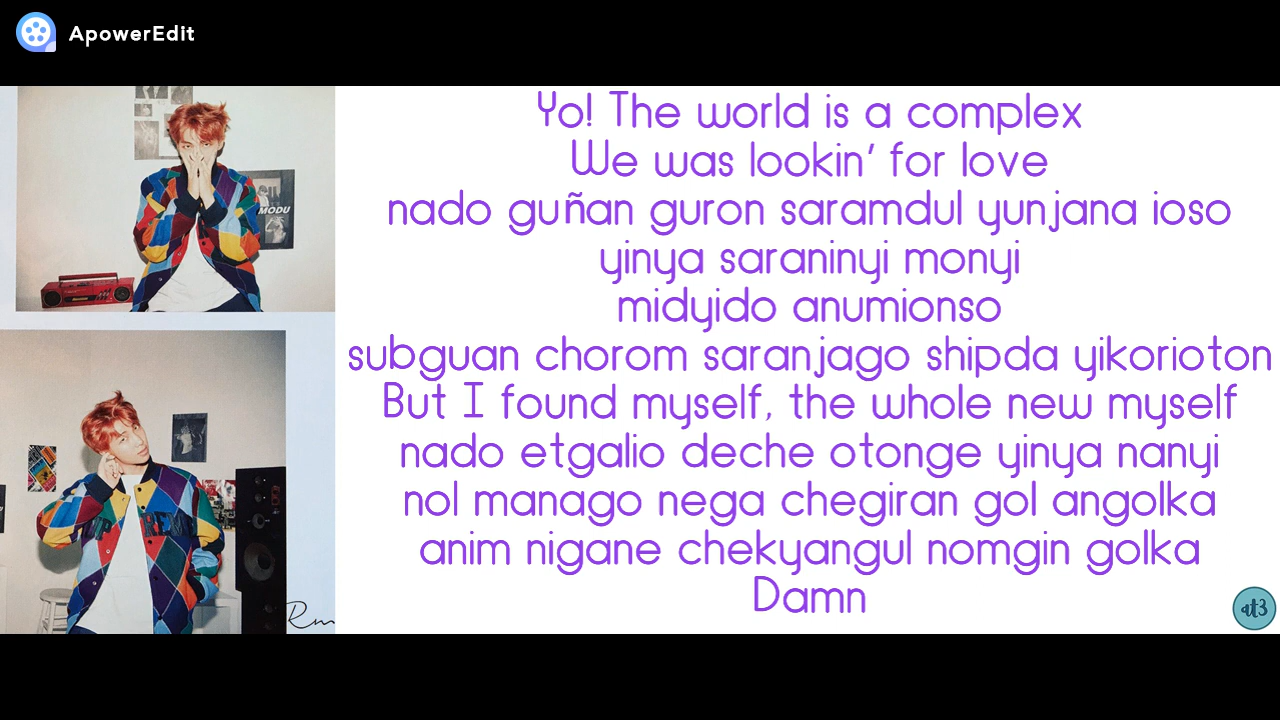 ApowerEdit
Yo! The world is a complex
We was lookin' for love
nado guñan guron saramdul yunjana ioso
yinya saraninyi monyi
midyido anumionso
subguan chorom saranjago shipda yikorioton
But I found myself, the whole new myself
nado etgalio deche otonge yinya nanyi
nol manago nega chegiran gol angolka
anim nigane chekyangul nomgin golka
Damn
MODU
Rm
at3